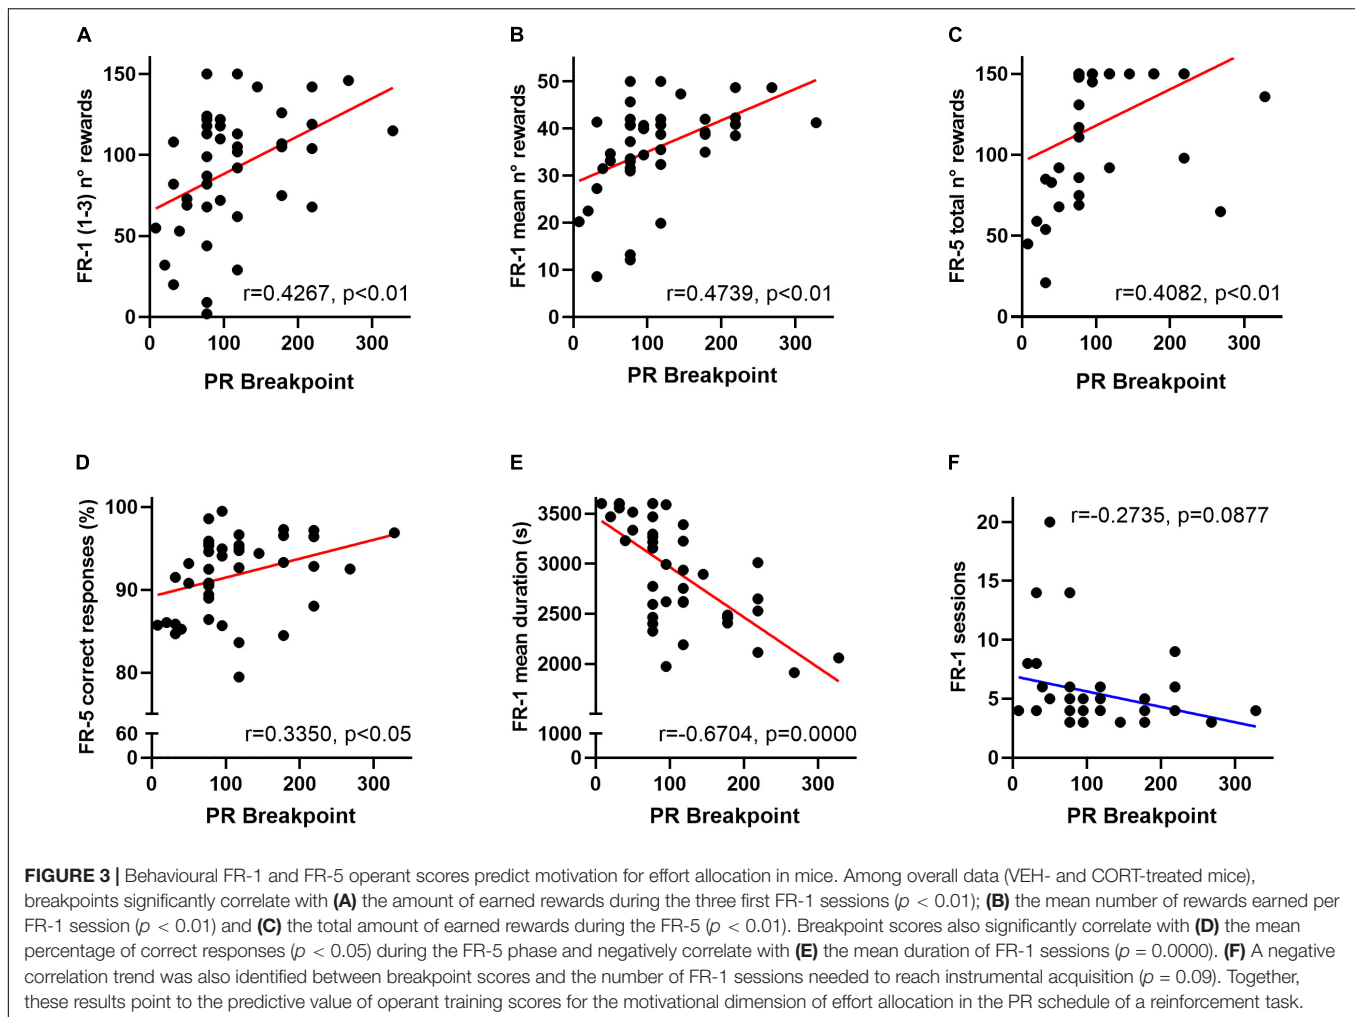 A
FR-1 (1-3) n° rewards
150
100
50
0
r=0.4267, p<0.01
0 100 200 300
PR Breakpoint
B
FR-1 mean n° rewards
50
40
30
20
10
0
r=0.4739, p<0.01
0 100 200 300
PR Breakpoint
C
FR-5 total n° rewards
150
100
50
0
r=0.4082, p<0.01
0 100 200 300
PR Breakpoint
D
FR-5 correct responses (%)
100
90
80
60
0
r=0.3350, p<0.05
0 100 200 300
PR Breakpoint
E
FR-1 mean duration (s)
3500
3000
2500
2000
1000
0
r=-0.6704, p=0.0000
0 100 200 300
PR Breakpoint
F
FR-1 sessions
r=-0.2735, p=0.0877
20
15
10
5
0
0 100 200 300
PR Breakpoint
FIGURE 3 | Behavioural FR-1 and FR-5 operant scores predict motivation for effort allocation in mice. Among overall data (VEH- and CORT-treated mice),
breakpoints significantly correlate with (A) the amount of earned rewards during the three first FR-1 sessions (p < 0.01); (B) the mean number of rewards earned per
FR-1 session (p < 0.01) and (C) the total amount of earned rewards during the FR-5 (p < 0.01). Breakpoint scores also significantly correlate with (D) the mean
percentage of correct responses (p < 0.05) during the FR-5 phase and negatively correlate with (E) the mean duration of FR-1 sessions (p = 0.0000). (F) A negative
correlation trend was also identified between breakpoint scores and the number of FR-1 sessions needed to reach instrumental acquisition (p = 0.09). Together,
these results point to the predictive value of operant training scores for the motivational dimension of effort allocation in the PR schedule of a reinforcement task.